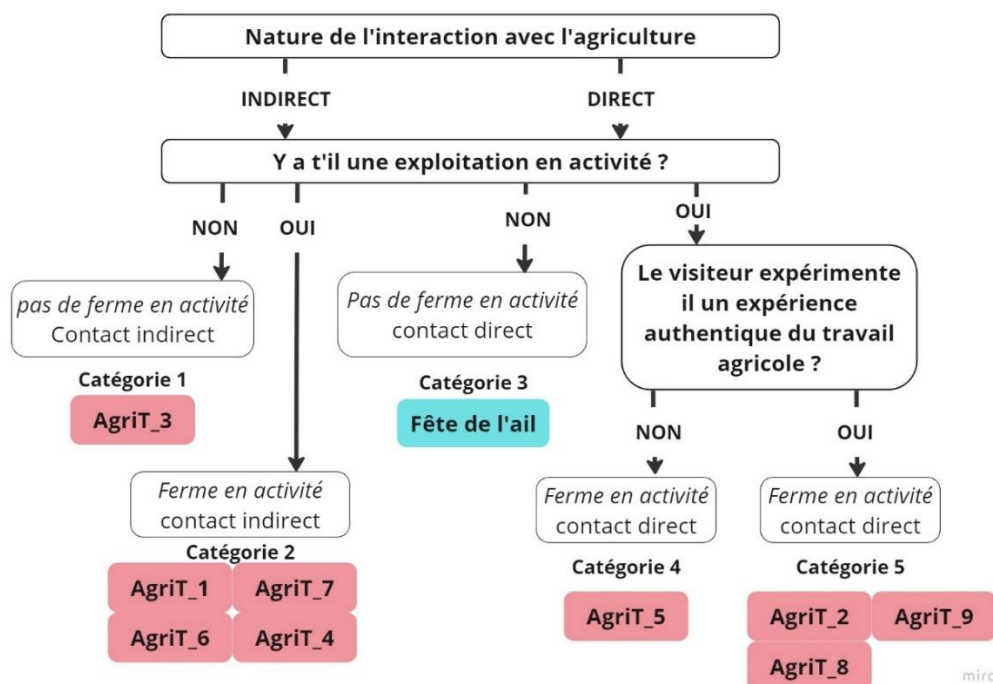 Nature de l'interaction avec l'agriculture
INDIRECT
DIRECT
Y a t'il une exploitation en activité ?
NON
OUI
NON
OUI
pas de ferme en activité
Contact indirect
Catégorie 1
AgriT_3
Pas de ferme en activité
contact direct
Catégorie 3
Fête de l'ail
Le visiteur expérimente
il un expérience
authentique du travail
agricole ?
NON
OUI
Ferme en activité
contact indirect
Catégorie 2
AgriT_1
AgriT_7
AgriT_6
AgriT_4
Ferme en activité
contact direct
Catégorie 4
AgriT_5
Ferme en activité
contact direct
Catégorie 5
AgriT_2
AgriT_9
AgriT_8